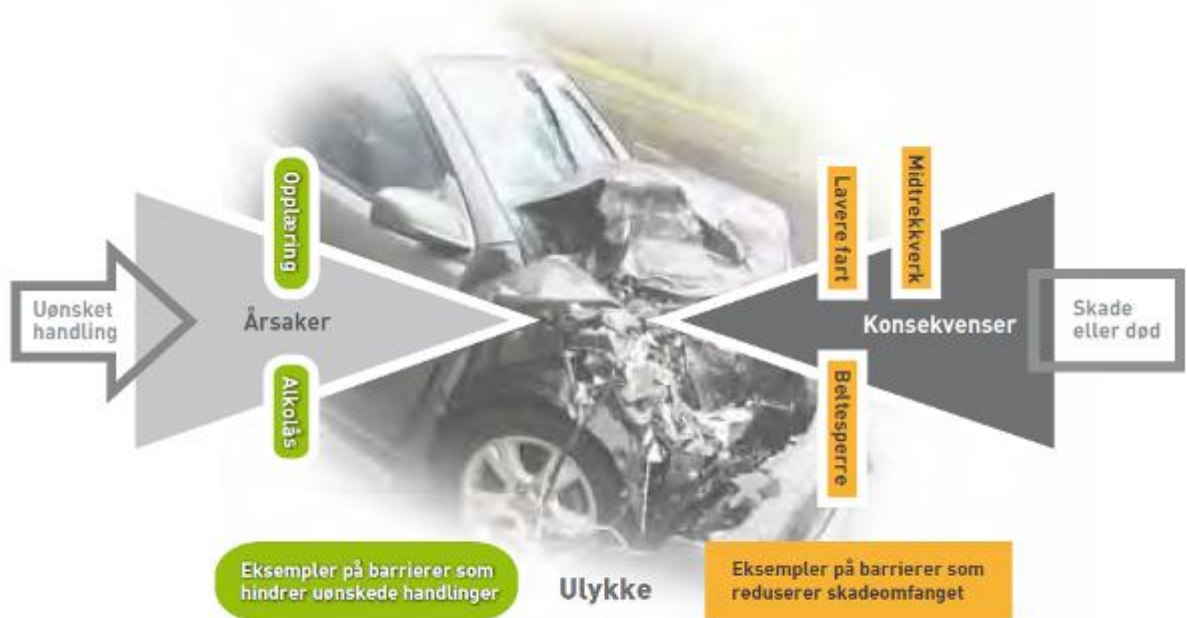 Uønsket
handling
Årsaker
Opplæring
Alkolås
Lavere fart
Midtrekkverk
Beltesperre
Konsekvenser
Skade
eller død
Eksempler på barrierer som
hindrer uønskede handlinger
Ulykke
Eksempler på barrierer som
reduserer skadeomfanget